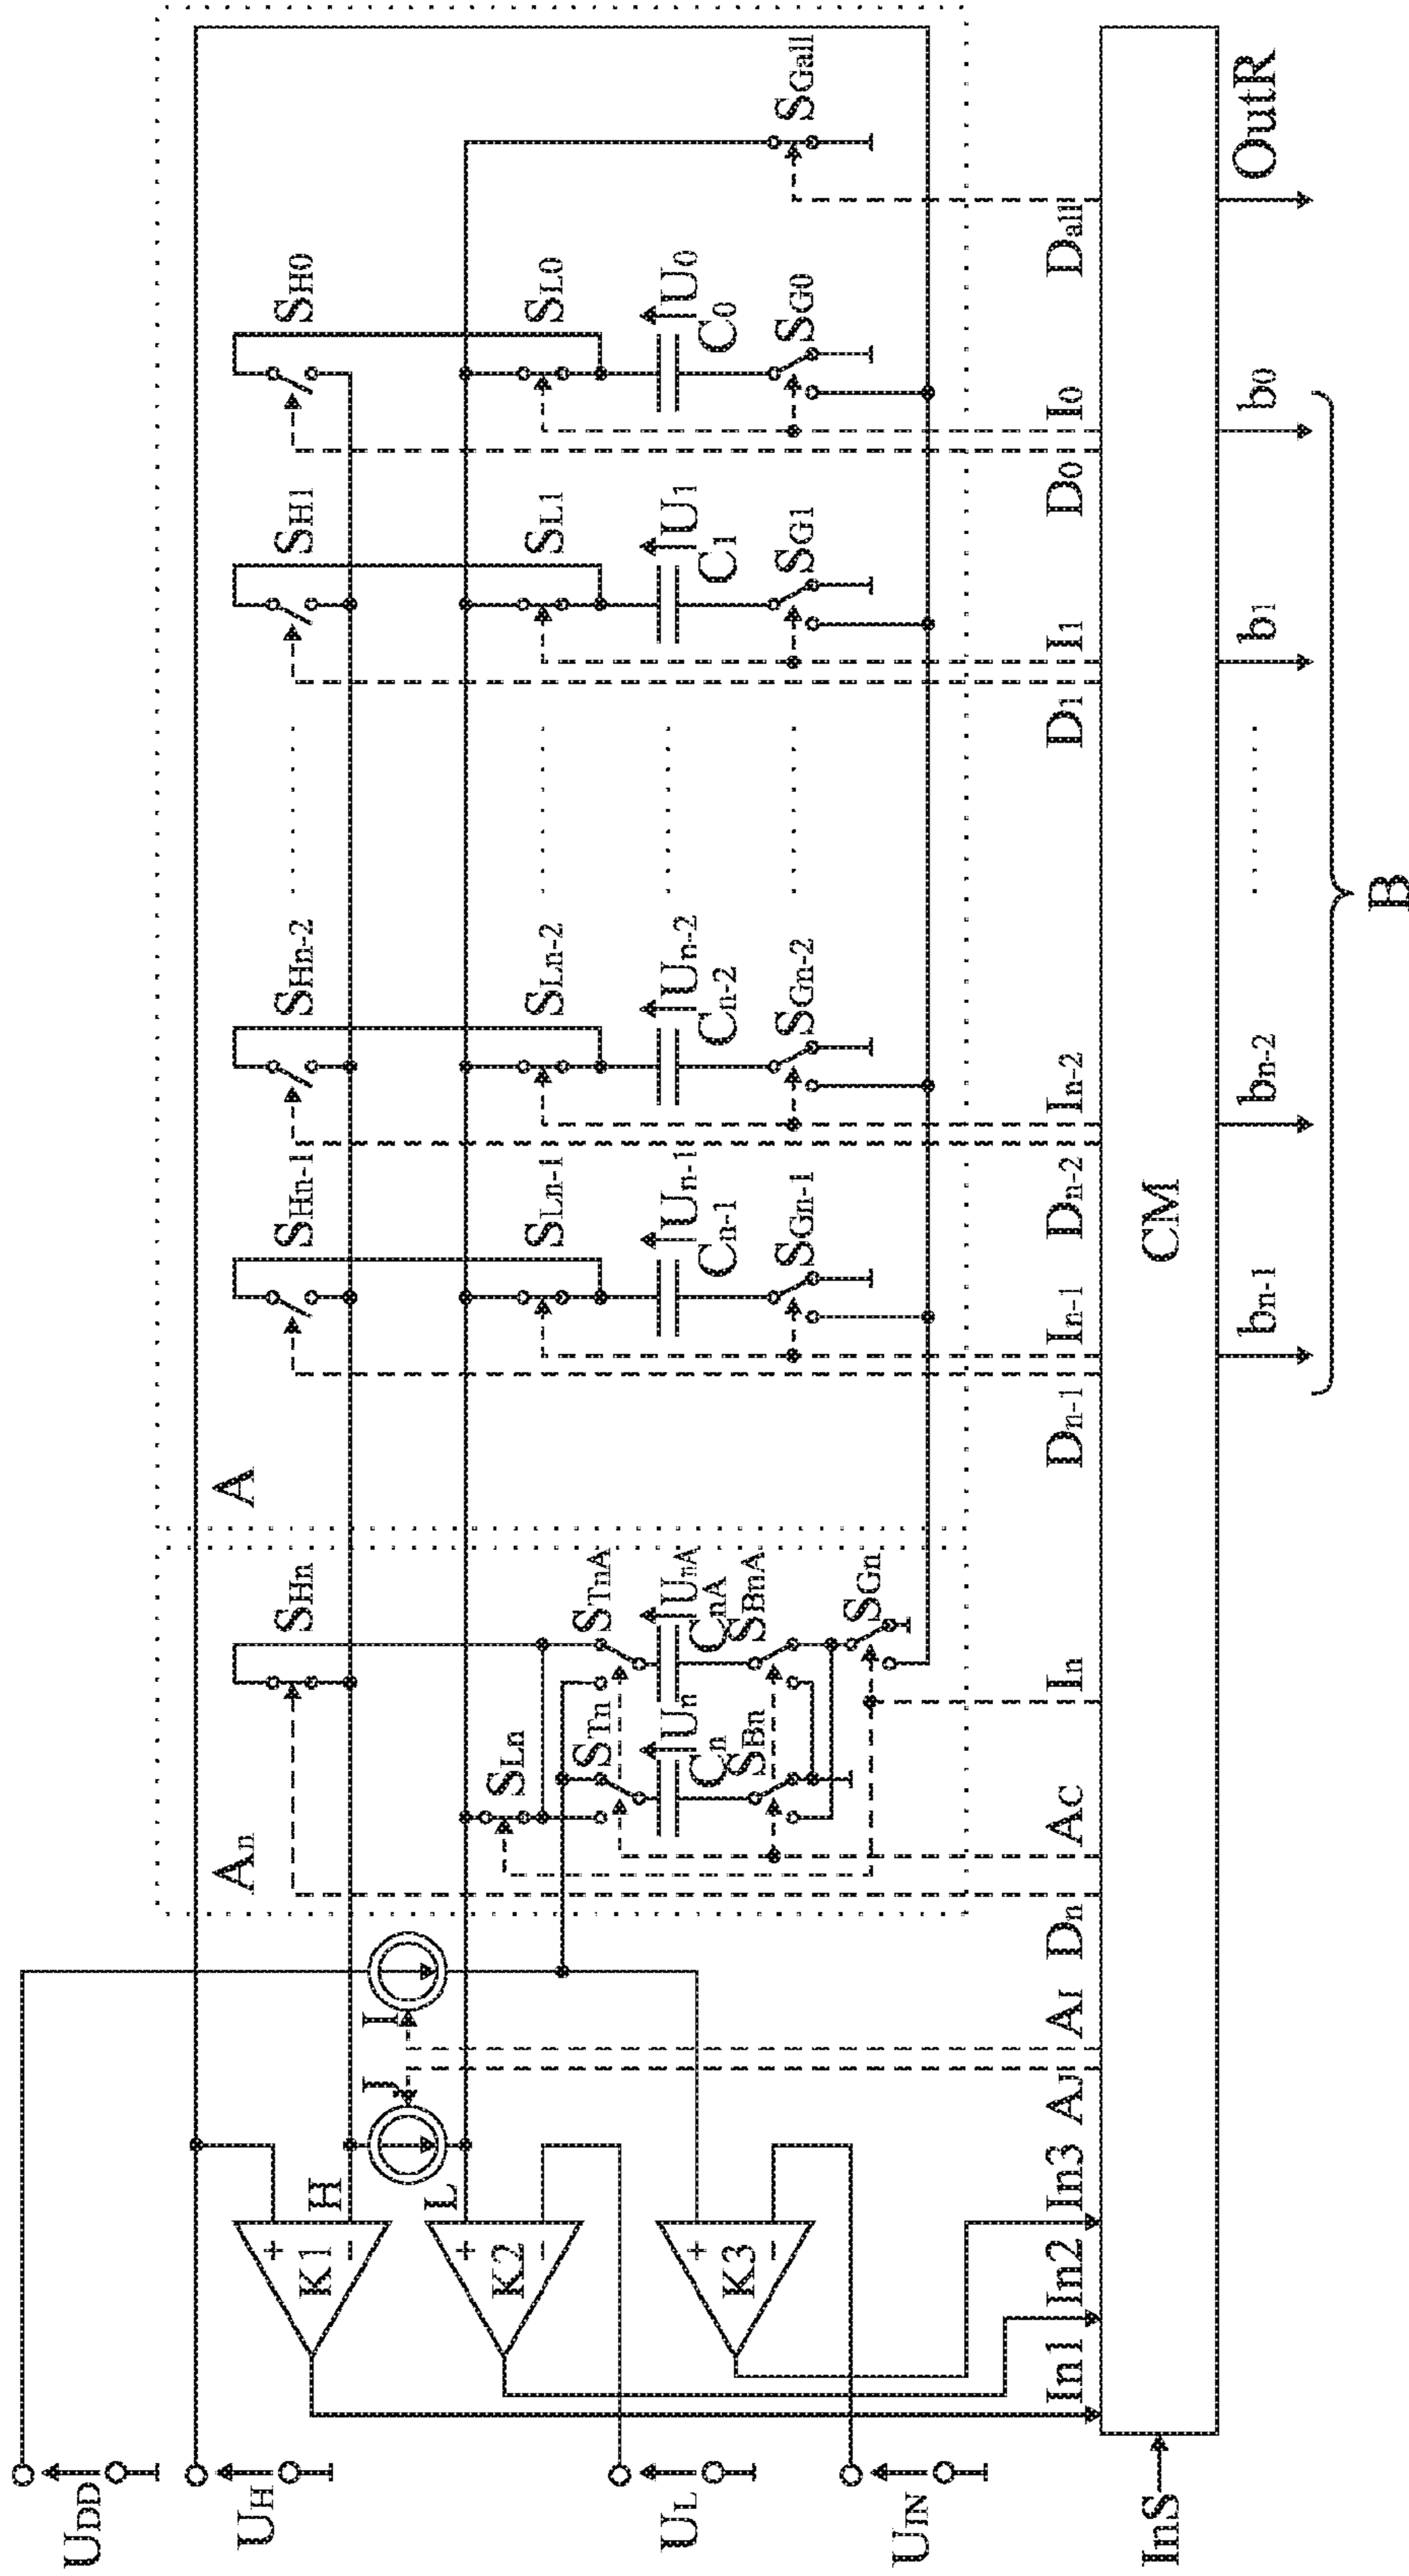 UDD
UH
UL
UIN
InS
K1
+
-
K2
+
-
K3
+
-
H
L
J
I
An
A
SHn
SHn-1
SHn-2
SH1
SH0
SLn
SLn-1
SLn-2
SL1
SL0
STn
STnA
Un
UnA
Un-1
Un-2
U1
U0
Cn
CnA
Cn-1
Cn-2
C1
C0
SBn
SBnA
SGn
SGn-1
SGn-2
SG1
SG0
SGall
In1
In2
In3
AJ
AI
Dn
AC
In
Dn-1
In-1
Dn-2
In-2
D1
I1
D0
I0
Dall
CM
bn-1
bn-2
b1
b0
OutR
B